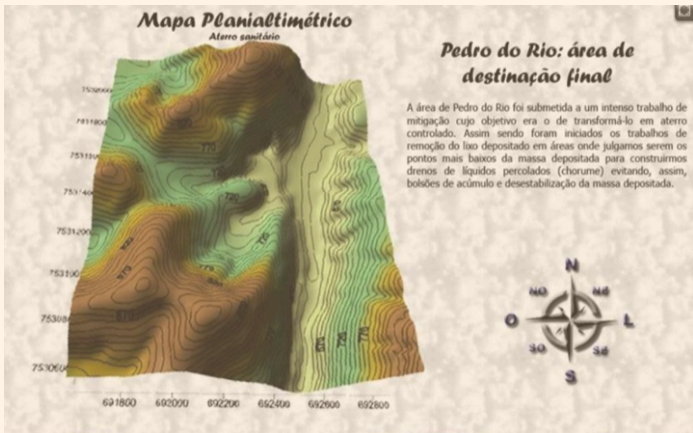 Mapa Planialtimétrico
Aterro sanitário
Pedro do Rio: área de
destinação final
A área de Pedro do Rio foi submetida a um intenso trabalho de
mitigação cujo objetivo era o de transformá-lo em aterro
controlado. Assim sendo foram iniciados os trabalhos de
remoção do lixo depositado em áreas onde julgamos serem os
pontos mais baixos da massa depositada para construirmos
drenos de líquidos percolados (chorume) evitando, assim,
bolsões de acúmulo e desestabilização da massa depositada.
N
NO
NE
O
L
SO
SE
S
770
720
691800 692000 692200 692400 692600 692800